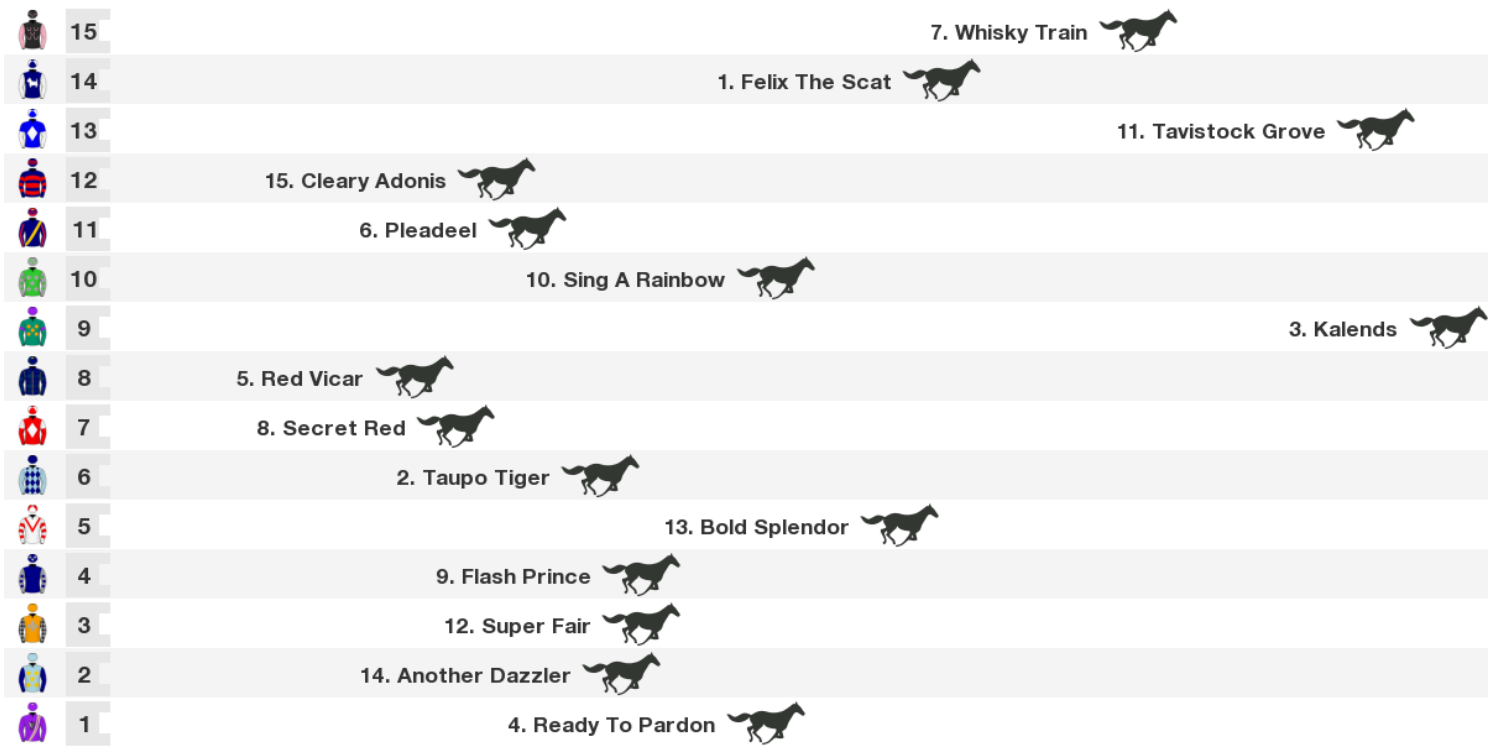 15 7. Whisky Train
14 1. Felix The Scat
13 11. Tavistock Grove
12 15. Cleary Adonis
11 6. Pleadeel
10 10. Sing A Rainbow
9 3. Kalends
8 5. Red Vicar
7 8. Secret Red
6 2. Taupo Tiger
5 13. Bold Splendor
4 9. Flash Prince
3 12. Super Fair
2 14. Another Dazzler
1 4. Ready To Pardon